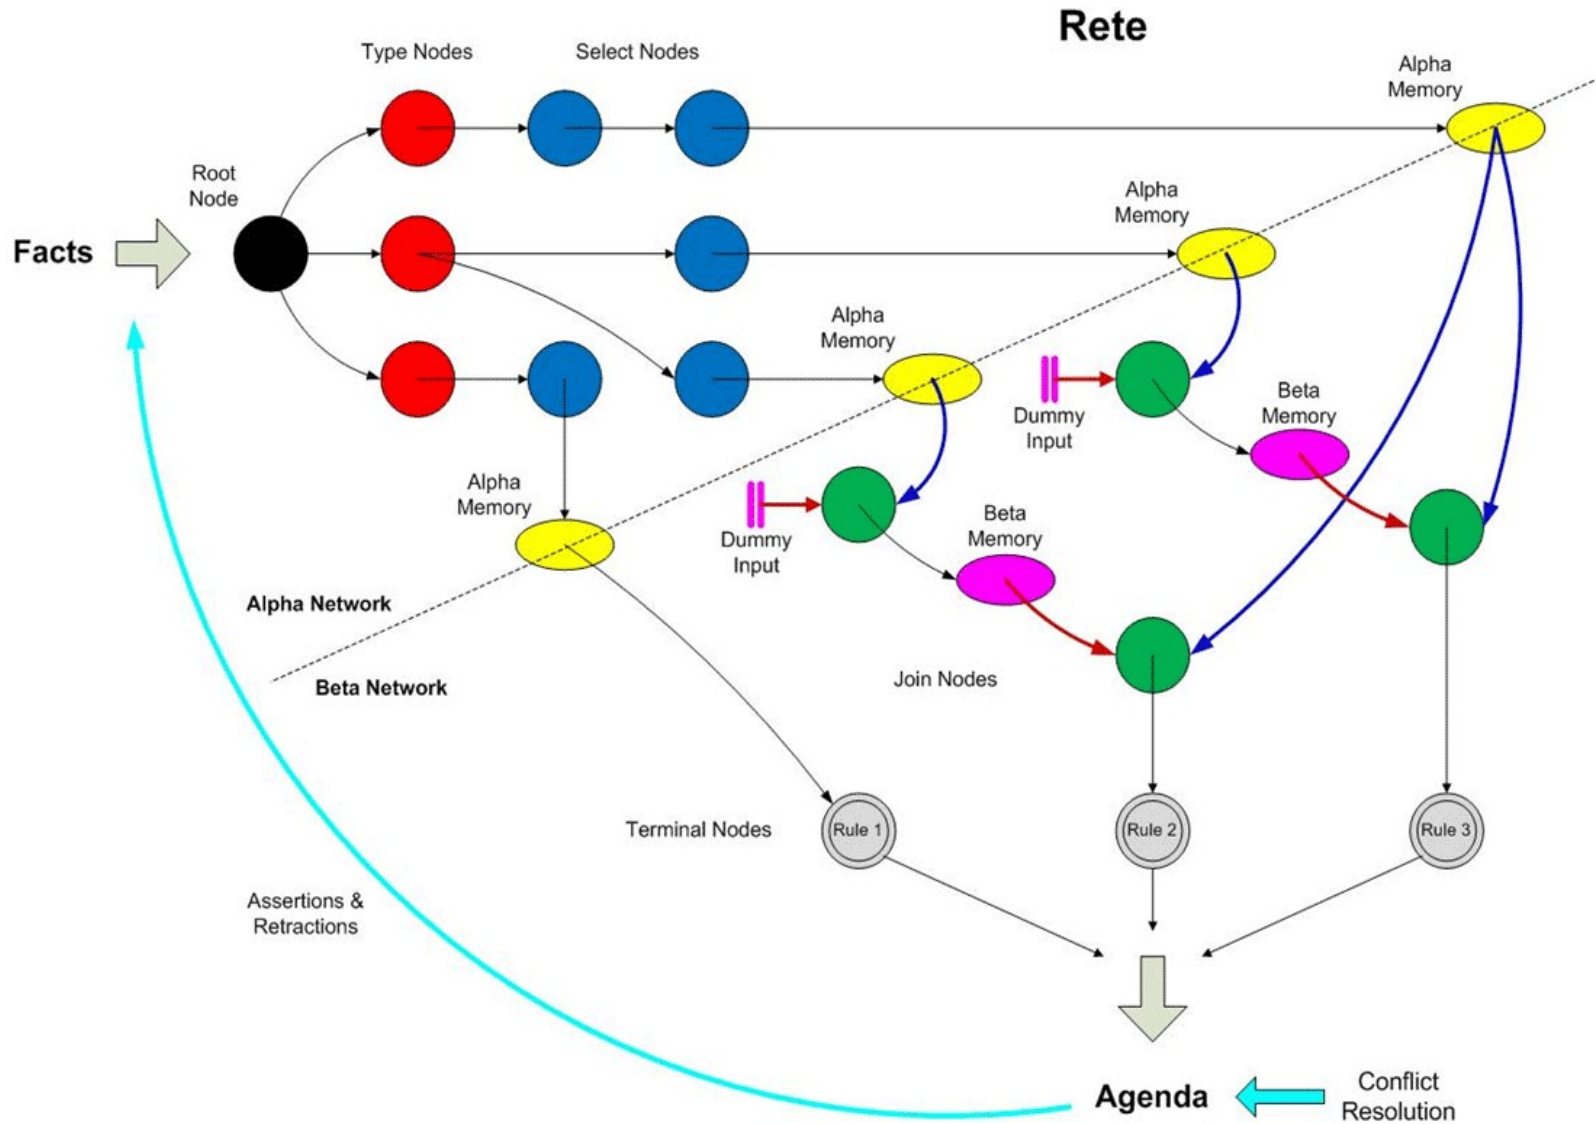 Rete
Type Nodes
Select Nodes
Alpha
Memory
Root
Node
Alpha
Memory
Facts
Alpha
Memory
Dummy
Input
Beta
Memory
Alpha
Memory
Dummy
Input
Beta
Memory
Alpha Network
Beta Network
Join Nodes
Terminal Nodes
Rule 1
Rule 2
Rule 3
Assertions &
Retractions
Agenda
Conflict
Resolution